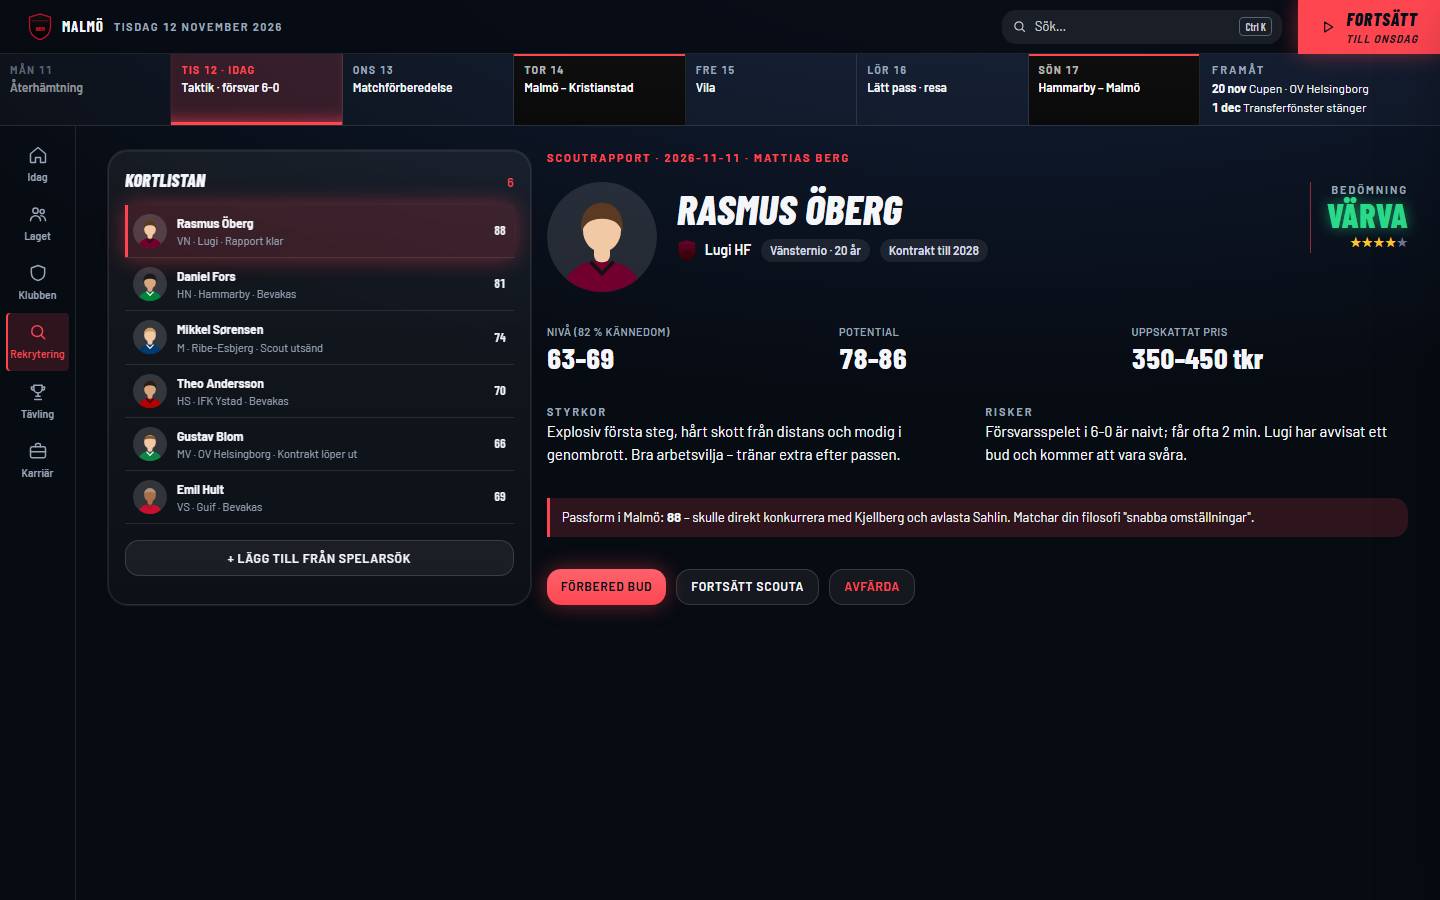 MALMÖ TISDAG 12 NOVEMBER 2026
Sök... Ctrl K
FORTSÄTT
TILL ONSDAG
MÅN 11
Återhämtning
TIS 12 · IDAG
Taktik · försvar 6-0
ONS 13
Matchförberedelse
TOR 14
Malmö – Kristianstad
FRE 15
Vila
LÖR 16
Lätt pass · resa
SÖN 17
Hammarby – Malmö
FRAMÅT
20 nov Cupen · OV Helsingborg
1 dec Transferfönster stänger
Idag
Laget
Klubben
Rekrytering
Tävling
Karriär
KORTLISTAN 6
Rasmus Öberg
VN · Lugi · Rapport klar
88
Daniel Fors
HN · Hammarby · Bevakas
81
Mikkel Sørensen
M · Ribe-Esbjerg · Scout utsänd
74
Theo Andersson
HS · IFK Ystad · Bevakas
70
Gustav Blom
MV · OV Helsingborg · Kontrakt löper ut
66
Emil Hult
VS · Guif · Bevakas
69
+ LÄGG TILL FRÅN SPELARSÖK
SCOUTRAPPORT · 2026-11-11 · MATTIAS BERG
RASMUS ÖBERG
Lugi HF Vänsternio · 20 år Kontrakt till 2028
BEDÖMNING
VÄRVA
★★★★★
NIVÅ (82 % KÄNNEDOM)
63–69
POTENTIAL
78–86
UPPSKATTAT PRIS
350–450 tkr
STYRKOR
Explosiv första steg, hårt skott från distans och modig i
genombrott. Bra arbetsvilja – tränar extra efter passen.
RISKER
Försvarsspelet i 6-0 är naivt; får ofta 2 min. Lugi har avvisat ett
bud och kommer att vara svåra.
Passform i Malmö: 88 – skulle direkt konkurrera med Kjellberg och avlasta Sahlin. Matchar din filosofi "snabba omställningar".
FÖRBERED BUD
FORTSÄTT SCOUTA
AVFÄRDA